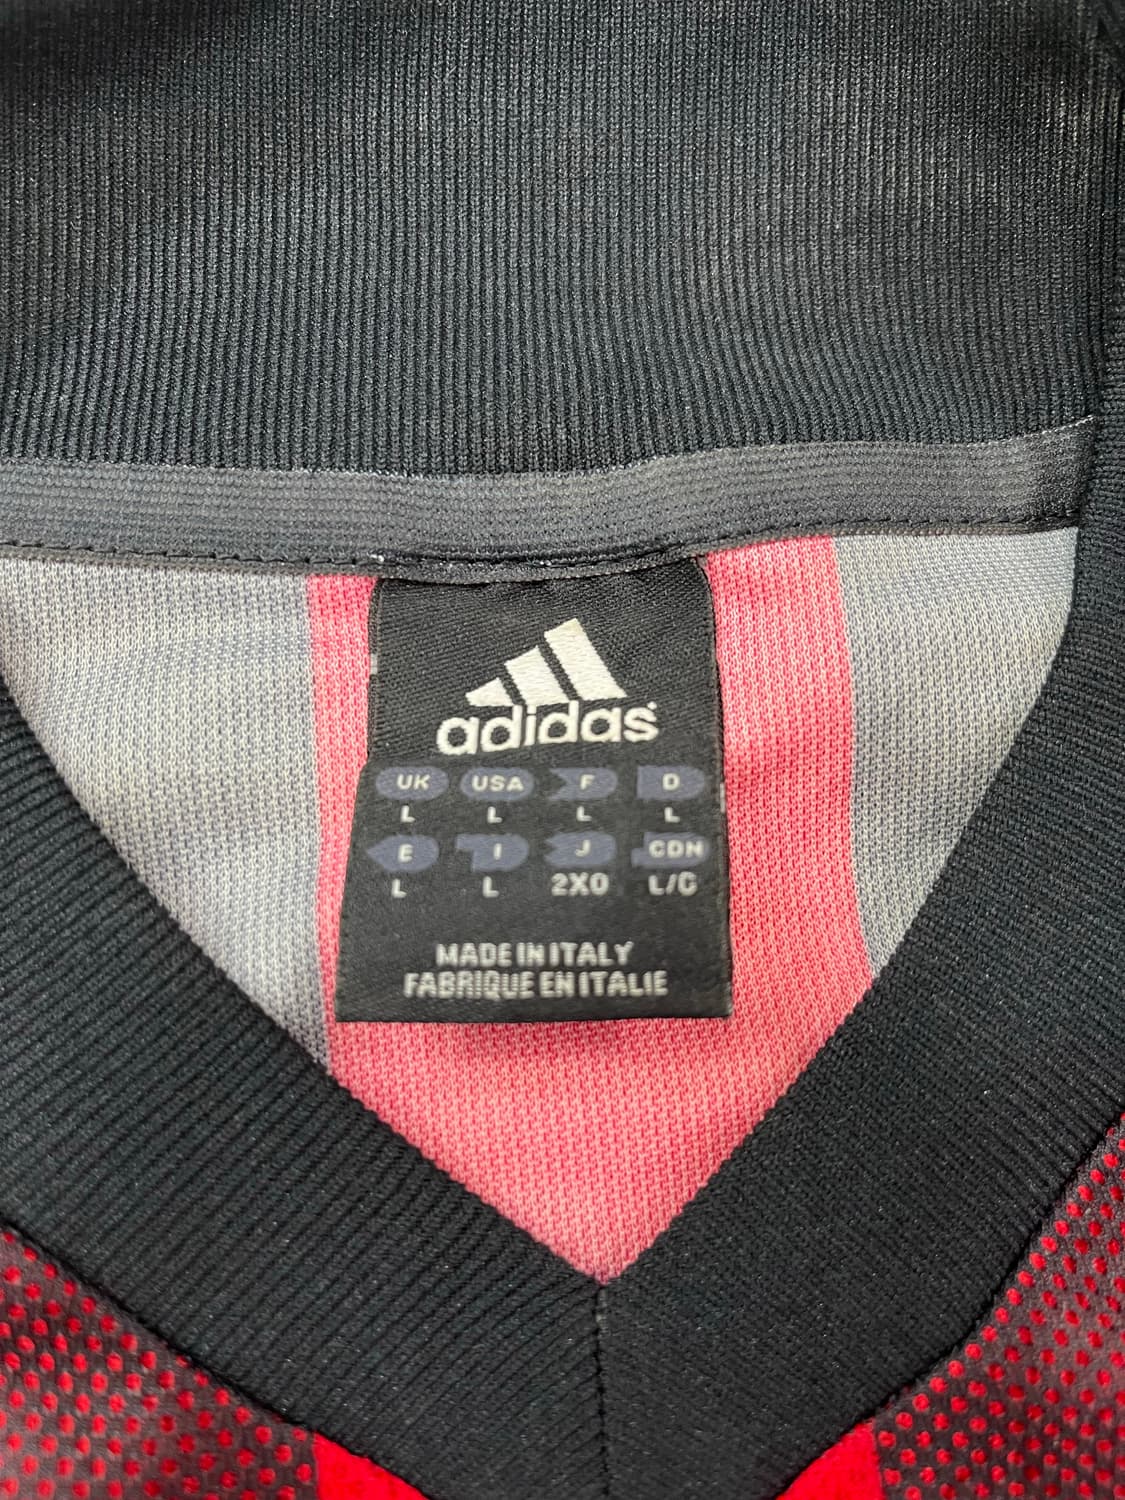 adidas
UK USA F D
L L L L
E I J CDN
L L 2XO L/G
MADE IN ITALY
FABRIQUE EN ITALIE